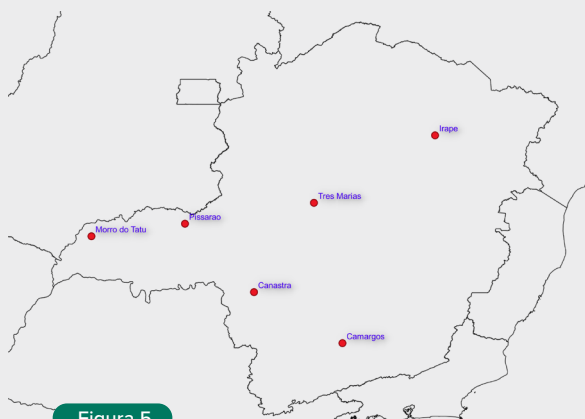 Irape
Tres Marias
Pissarao
Morro do Tatu
Canastra
Camargos
Figura 5